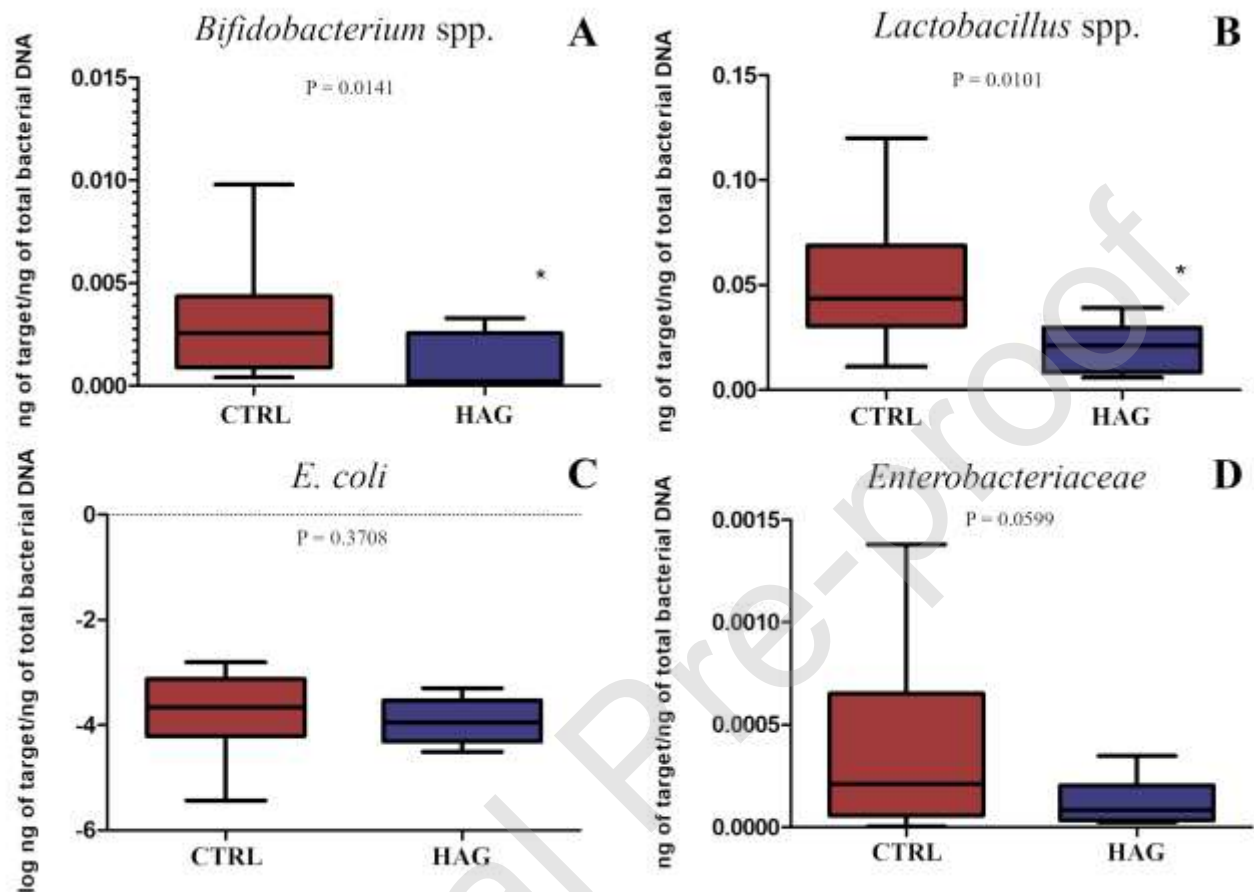 Bifidobacterium spp.
A
P = 0.0141
ng of target/ng of total bacterial DNA
0.015
0.010
0.005
0.000
*
CTRL
HAG
Lactobacillus spp.
B
P = 0.0101
ng of target/ng of total bacterial DNA
0.15
0.10
0.05
0.00
*
CTRL
HAG
E. coli
C
P = 0.3708
log ng of target/ng of total bacterial DNA
0
-2
-4
-6
CTRL
HAG
Enterobacteriaceae
D
P = 0.0599
ng of target/ng of total bacterial DNA
0.0015
0.0010
0.0005
0.0000
CTRL
HAG
al Pre-proof